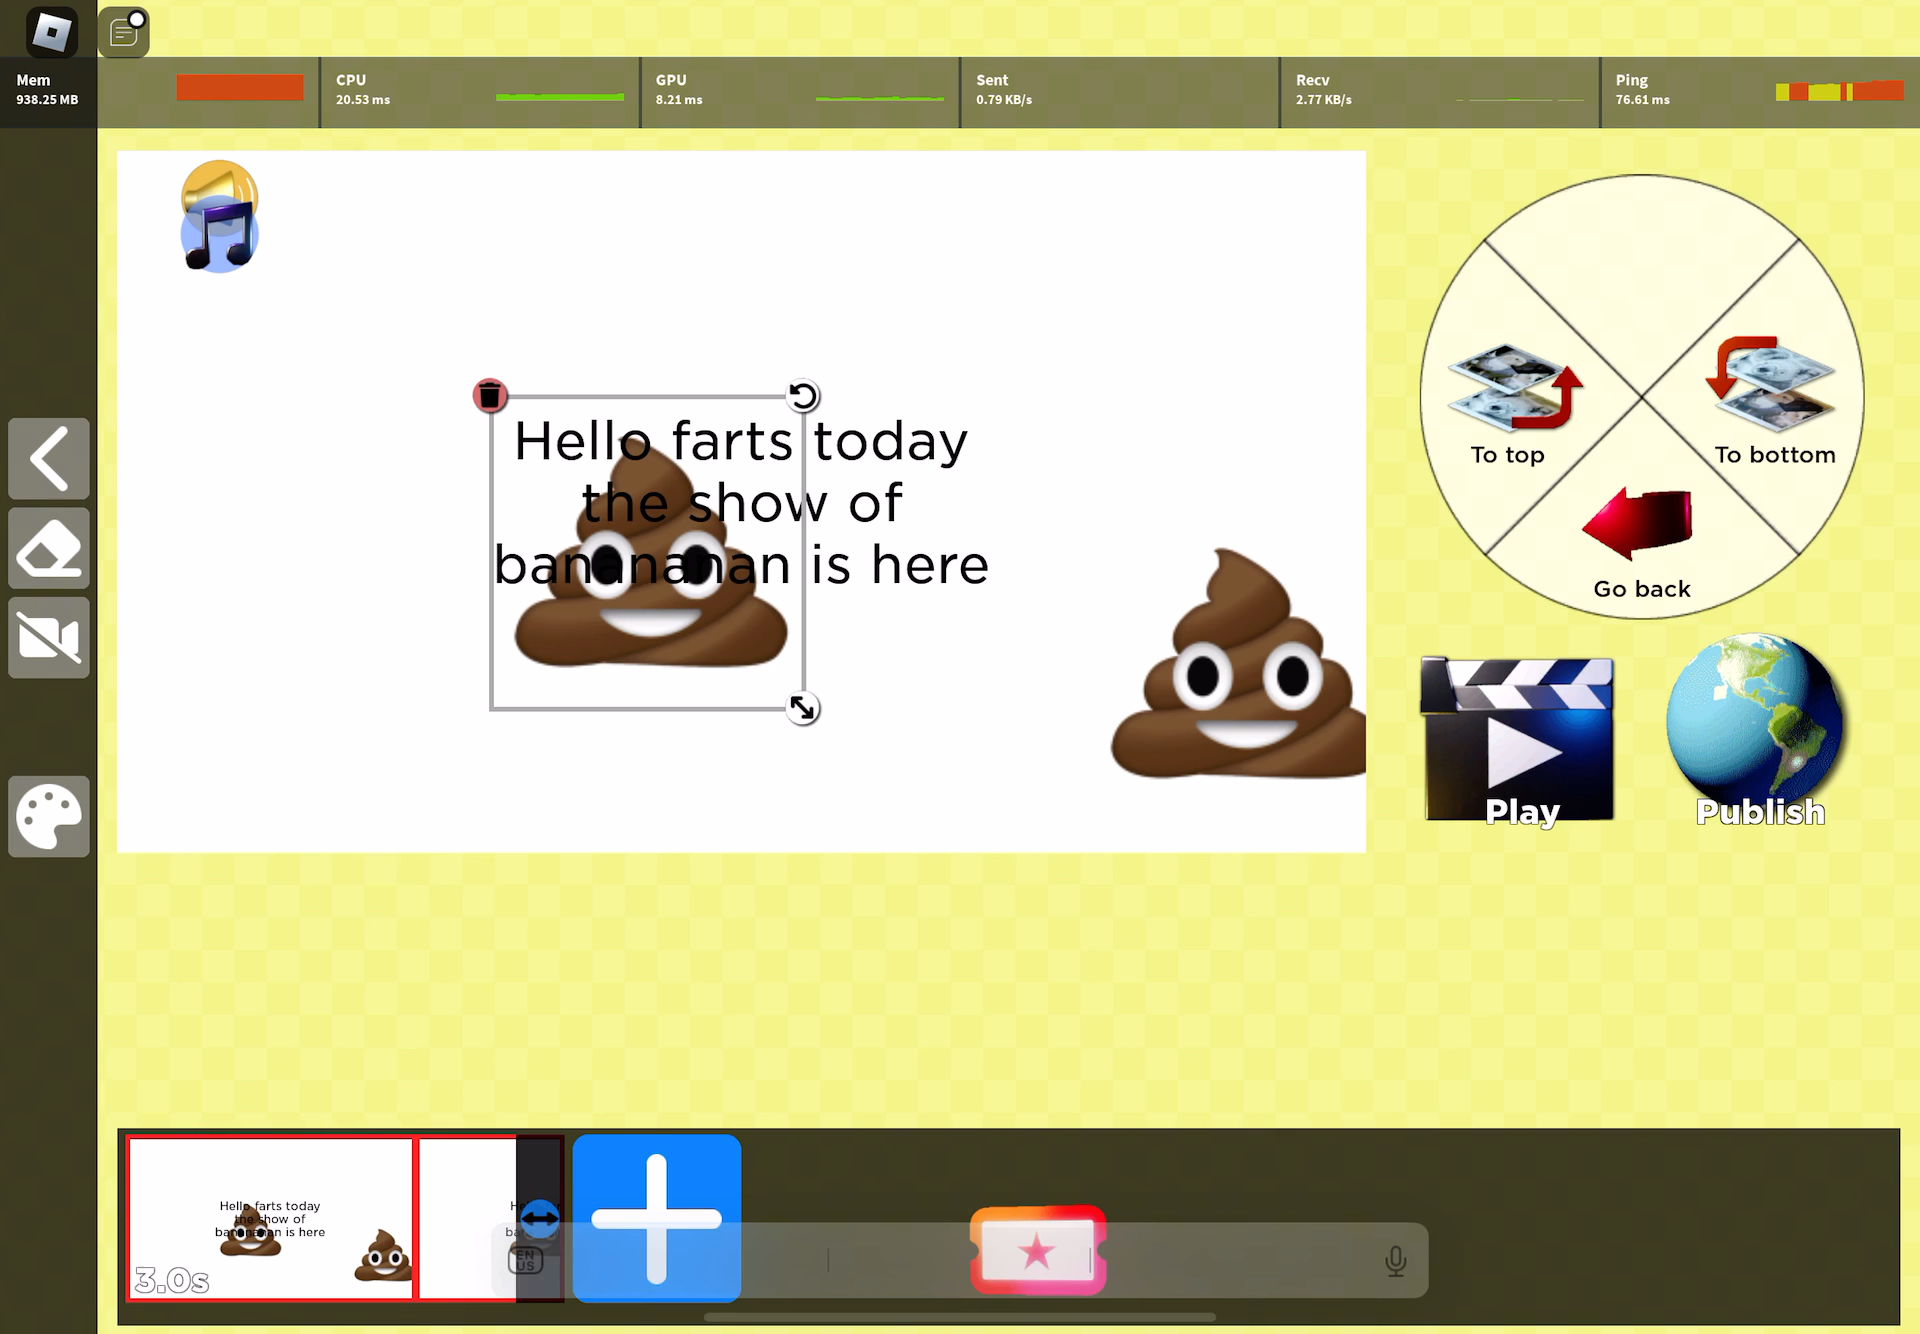 Mem
938.25 MB
CPU
20.53 ms
GPU
8.21 ms
Sent
0.79 KB/s
Recv
2.77 KB/s
Ping
76.61 ms
Hello farts today
the show of
banananan is here
To top
To bottom
Go back
Play
Publish
Hello farts today
the show of
banananan is here
3.0s
EN
US